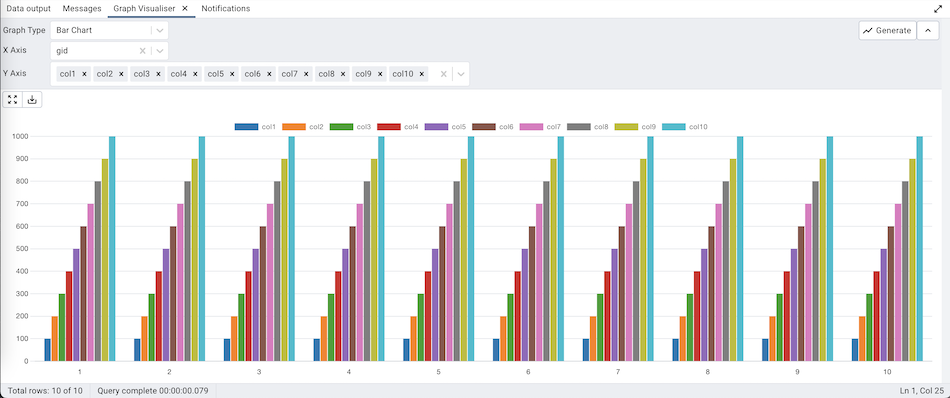 Data output Messages Graph Visualiser × Notifications
Graph Type Bar Chart Generate
X Axis gid
Y Axis col1 × col2 × col3 × col4 × col5 × col6 × col7 × col8 × col9 × col10 ×
col1 col2 col3 col4 col5 col6 col7 col8 col9 col10
1000
900
800
700
600
500
400
300
200
100
0
1 2 3 4 5 6 7 8 9 10
Total rows: 10 of 10 Query complete 00:00:00.079 Ln 1, Col 25